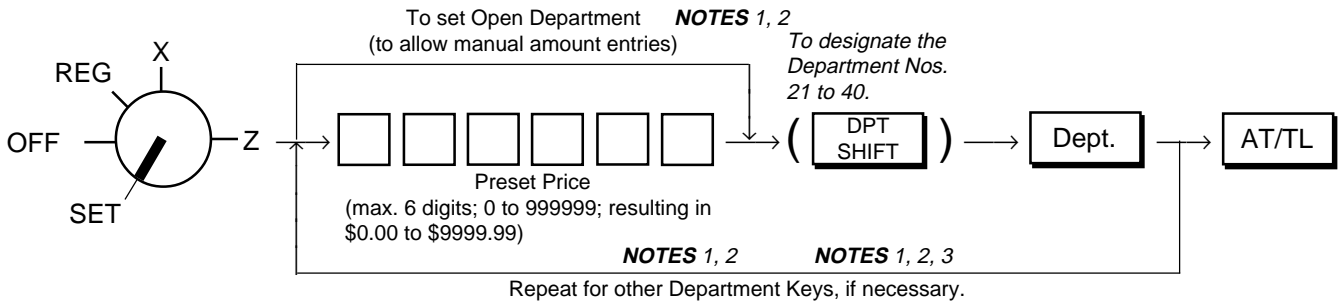 To set Open Department NOTES 1, 2
(to allow manual amount entries)
To designate the
Department Nos.
21 to 40.
X
REG
OFF
Z
SET
( DPT
SHIFT )
Dept.
AT/TL
Preset Price
(max. 6 digits; 0 to 999999; resulting in
$0.00 to $9999.99)
NOTES 1, 2 NOTES 1, 2, 3
Repeat for other Department Keys, if necessary.